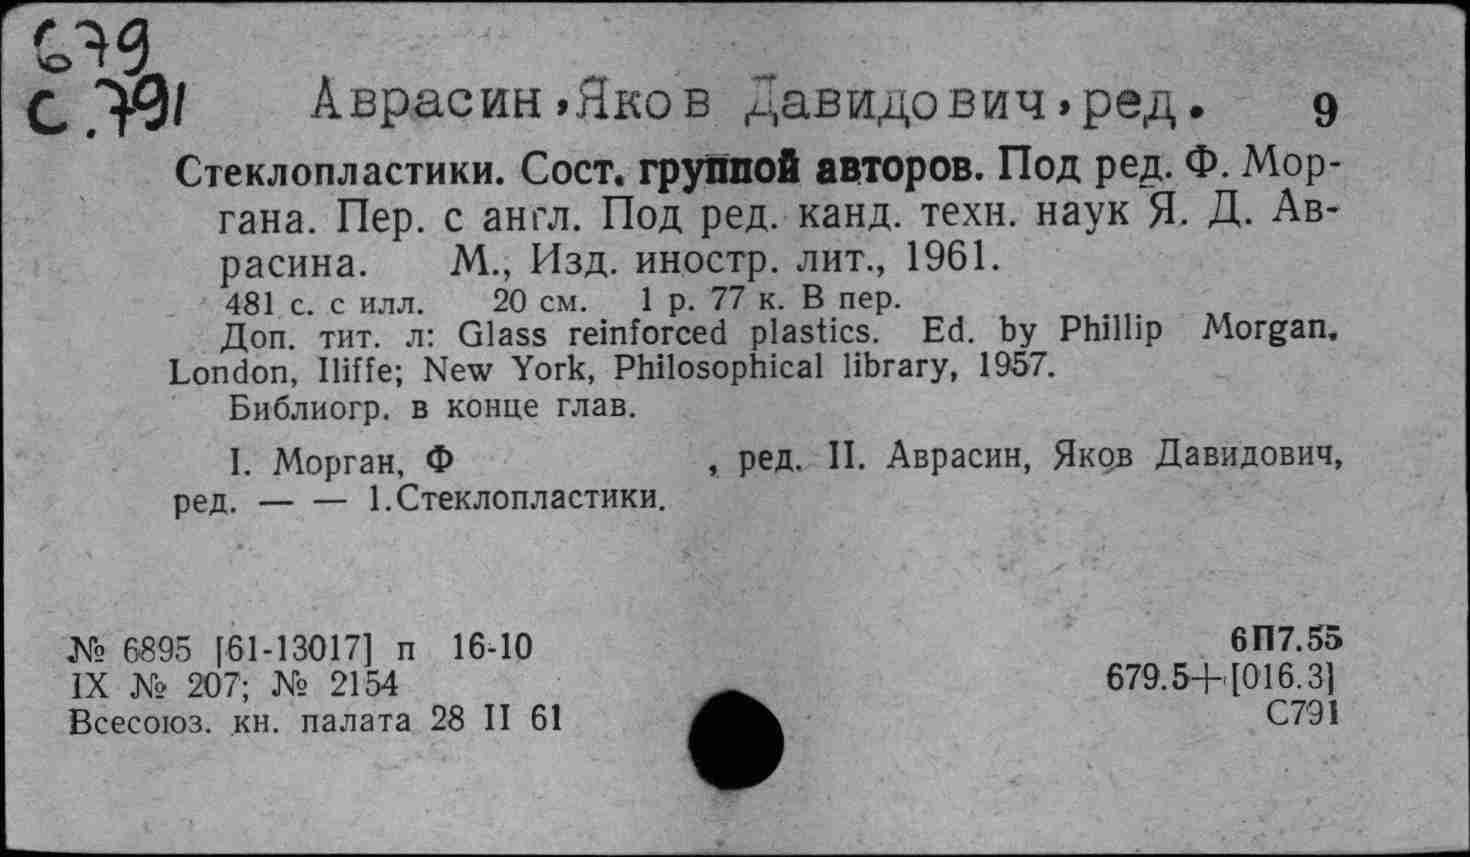 679
С.791
Аврасин,Яков Давидович,ред. 9
Стеклопластики. Сост. группой авторов. Под ред. Ф. Мор-
гана. Пер. с англ. Под ред. канд. техн. наук Я. Д. Ав-
расина. М., Изд. иностр. лит., 1961.
481 с. с илл. 20 см. 1 р. 77 к. В пер.
Доп. тит. л: Glass reinforced plastics. Ed. by Phillip Morgan.
London, Iliffe; New York, Philosophical library, 1957.
Библиогр. в конце глав.
I. Морган, Ф , ред. II. Аврасин, Яков Давидович,
ред. — — 1.Стеклопластики.
№ 6895 [61-13017] п 16-10
6П7.55
IX № 207; № 2154
679.5+[016.3]
Всесоюз. кн. палата 28 II 61
С791